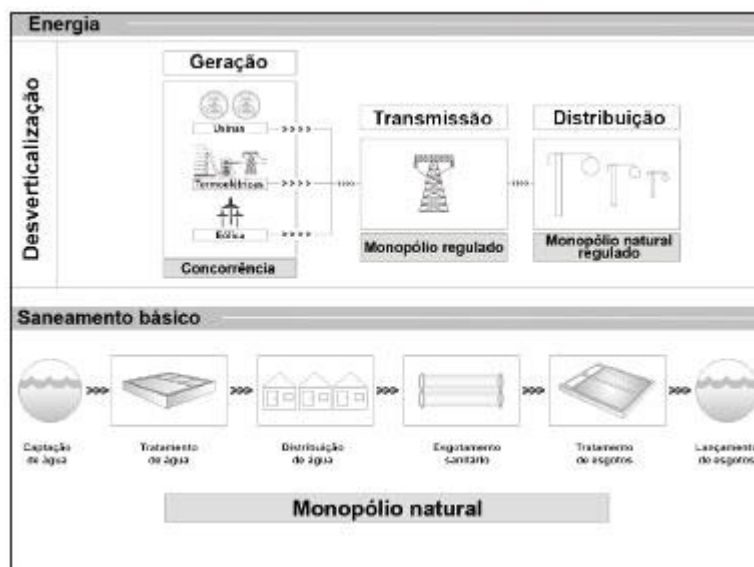 Energia
Desverticalização
Geração
Usinas
Termoelétricas
Eólica
Concorrência
Transmissão
Monopólio regulado
Distribuição
Monopólio natural
regulado
Saneamento básico
Captação
de água
Tratamento
de água
Distribuição
de água
Esgotamento
sanitário
Tratamento
de esgotos
Lançamento
de esgotos
Monopólio natural